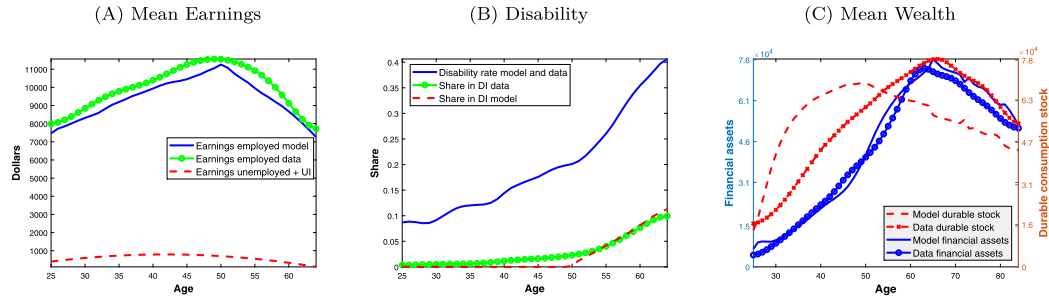 (A) Mean Earnings
11000
10000
9000
8000
7000
6000
5000
4000
3000
2000
1000
25 30 35 40 45 50 55 60
Dollars
Age
Earnings employed model
Earnings employed data
Earnings unemployed + UI
(B) Disability
0.4
0.35
0.3
0.25
0.2
0.15
0.1
0.05
0
25 30 35 40 45 50 55 60
Share
Age
Disability rate model and data
Share in DI data
Share in DI model
(C) Mean Wealth
×10⁴
7.6
6.1
4.6
3.1
1.5
0
Financial assets
30 40 50 60 70 80
Age
×10⁴
7.8
6.3
4.7
3.1
1.6
0
Durable consumption stock
Model durable stock
Data durable stock
Model financial assets
Data financial assets